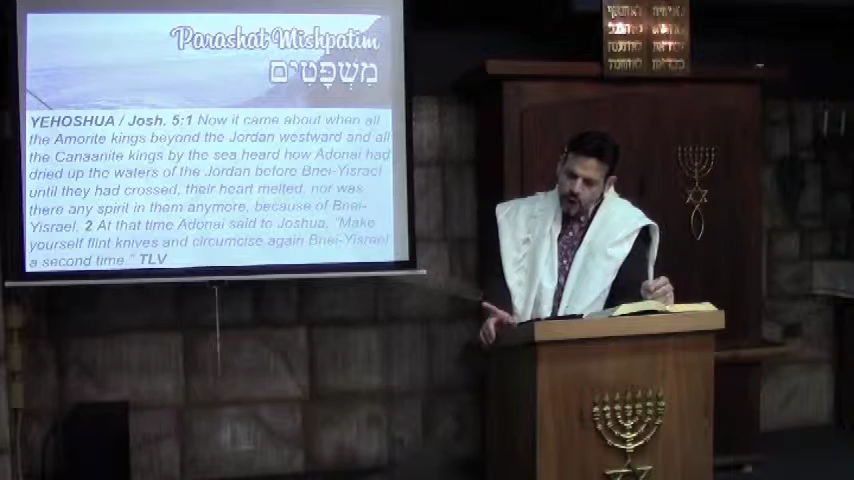 Parashat Mishpatim
מִשְׁפָּטִים
YEHOSHUA / Josh. 5:1 Now it came about when all
the Amorite kings beyond the Jordan westward and all
the Canaanite kings by the sea heard how Adonai had
dried up the waters of the Jordan before Bnei-Yisrael
until they had crossed, their heart melted, nor was
there any spirit in them anymore, because of Bnei-
Yisrael. 2 At that time Adonai said to Joshua, "Make
yourself flint knives and circumcise again Bnei-Yisrael
a second time." TLV